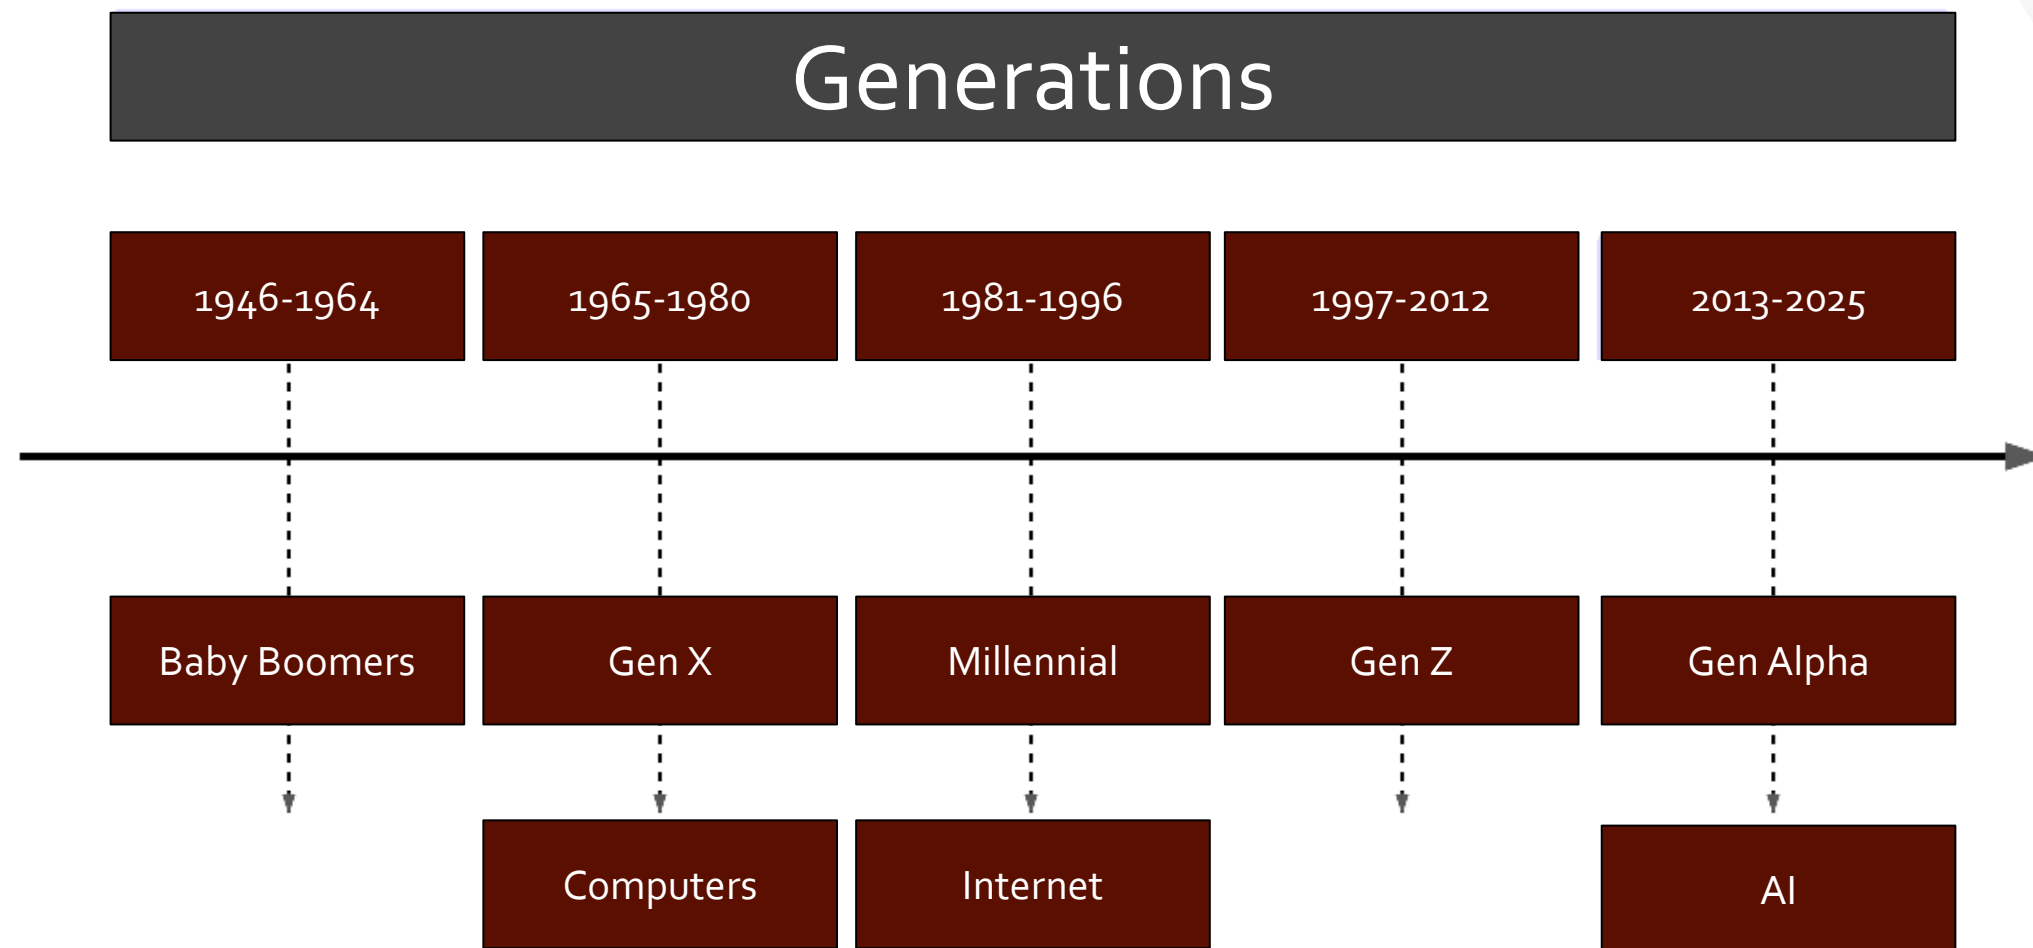 Generations
1946-1964
1965-1980
1981-1996
1997-2012
2013-2025
Baby Boomers
Gen X
Millennial
Gen Z
Gen Alpha
Computers
Internet
AI